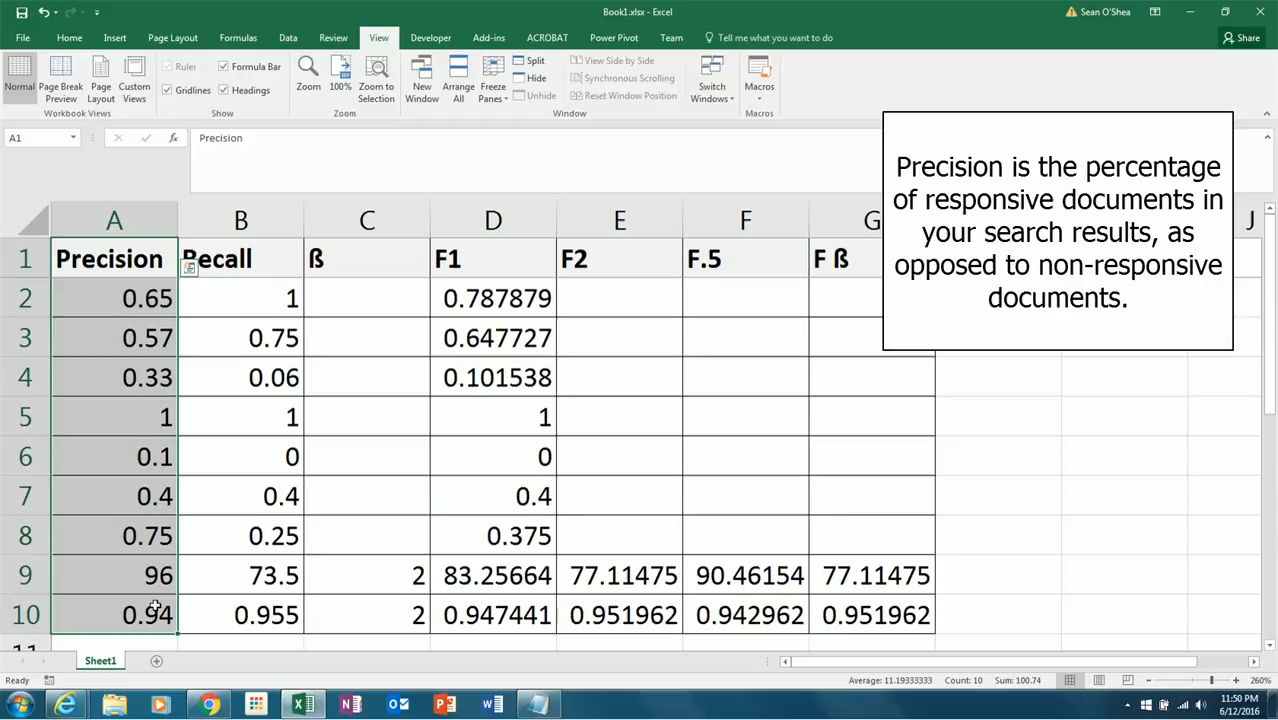 Book1.xlsx - Excel
Sean O'Shea
File Home Insert Page Layout Formulas Data Review View Developer Add-ins ACROBAT Power Pivot Team Tell me what you want to do Share
Normal
Page Break
Preview
Page
Layout
Custom
Views
Workbook Views
Ruler
Formula Bar
Gridlines
Headings
Show
Zoom
100%
Zoom to
Selection
Zoom
New
Window
Arrange
All
Freeze
Panes
Split
Hide
Unhide
View Side by Side
Synchronous Scrolling
Reset Window Position
Window
Switch
Windows
Macros
Macros
A1
fx
Precision
Precision is the percentage
of responsive documents in
your search results, as
opposed to non-responsive
documents.
A B C D E F G J
1 Precision Recall ß F1 F2 F.5 F ß
2 0.65 1 0.787879
3 0.57 0.75 0.647727
4 0.33 0.06 0.101538
5 1 1 1
6 0.1 0 0
7 0.4 0.4 0.4
8 0.75 0.25 0.375
9 96 73.5 2 83.25664 77.11475 90.46154 77.11475
10 0.94 0.955 2 0.947441 0.951962 0.942962 0.951962
11
Sheet1
Ready
Average: 11.19333333 Count: 10 Sum: 100.74
260%
11:50 PM
6/12/2016